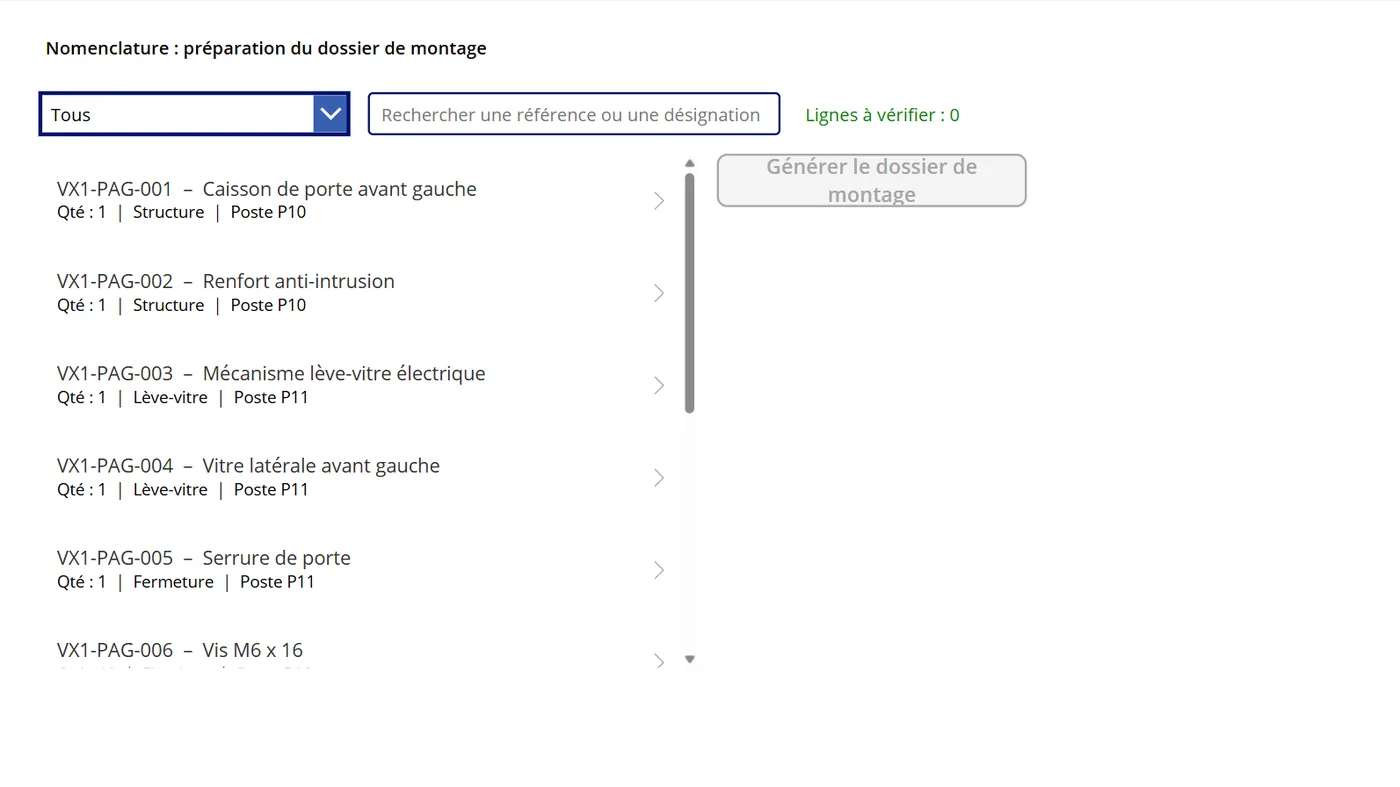 Nomenclature : préparation du dossier de montage
Tous
Rechercher une référence ou une désignation
Lignes à vérifier : 0
Générer le dossier de
montage
VX1-PAG-001 – Caisson de porte avant gauche
Qté : 1 | Structure | Poste P10
VX1-PAG-002 – Renfort anti-intrusion
Qté : 1 | Structure | Poste P10
VX1-PAG-003 – Mécanisme lève-vitre électrique
Qté : 1 | Lève-vitre | Poste P11
VX1-PAG-004 – Vitre latérale avant gauche
Qté : 1 | Lève-vitre | Poste P11
VX1-PAG-005 – Serrure de porte
Qté : 1 | Fermeture | Poste P11
VX1-PAG-006 – Vis M6 x 16